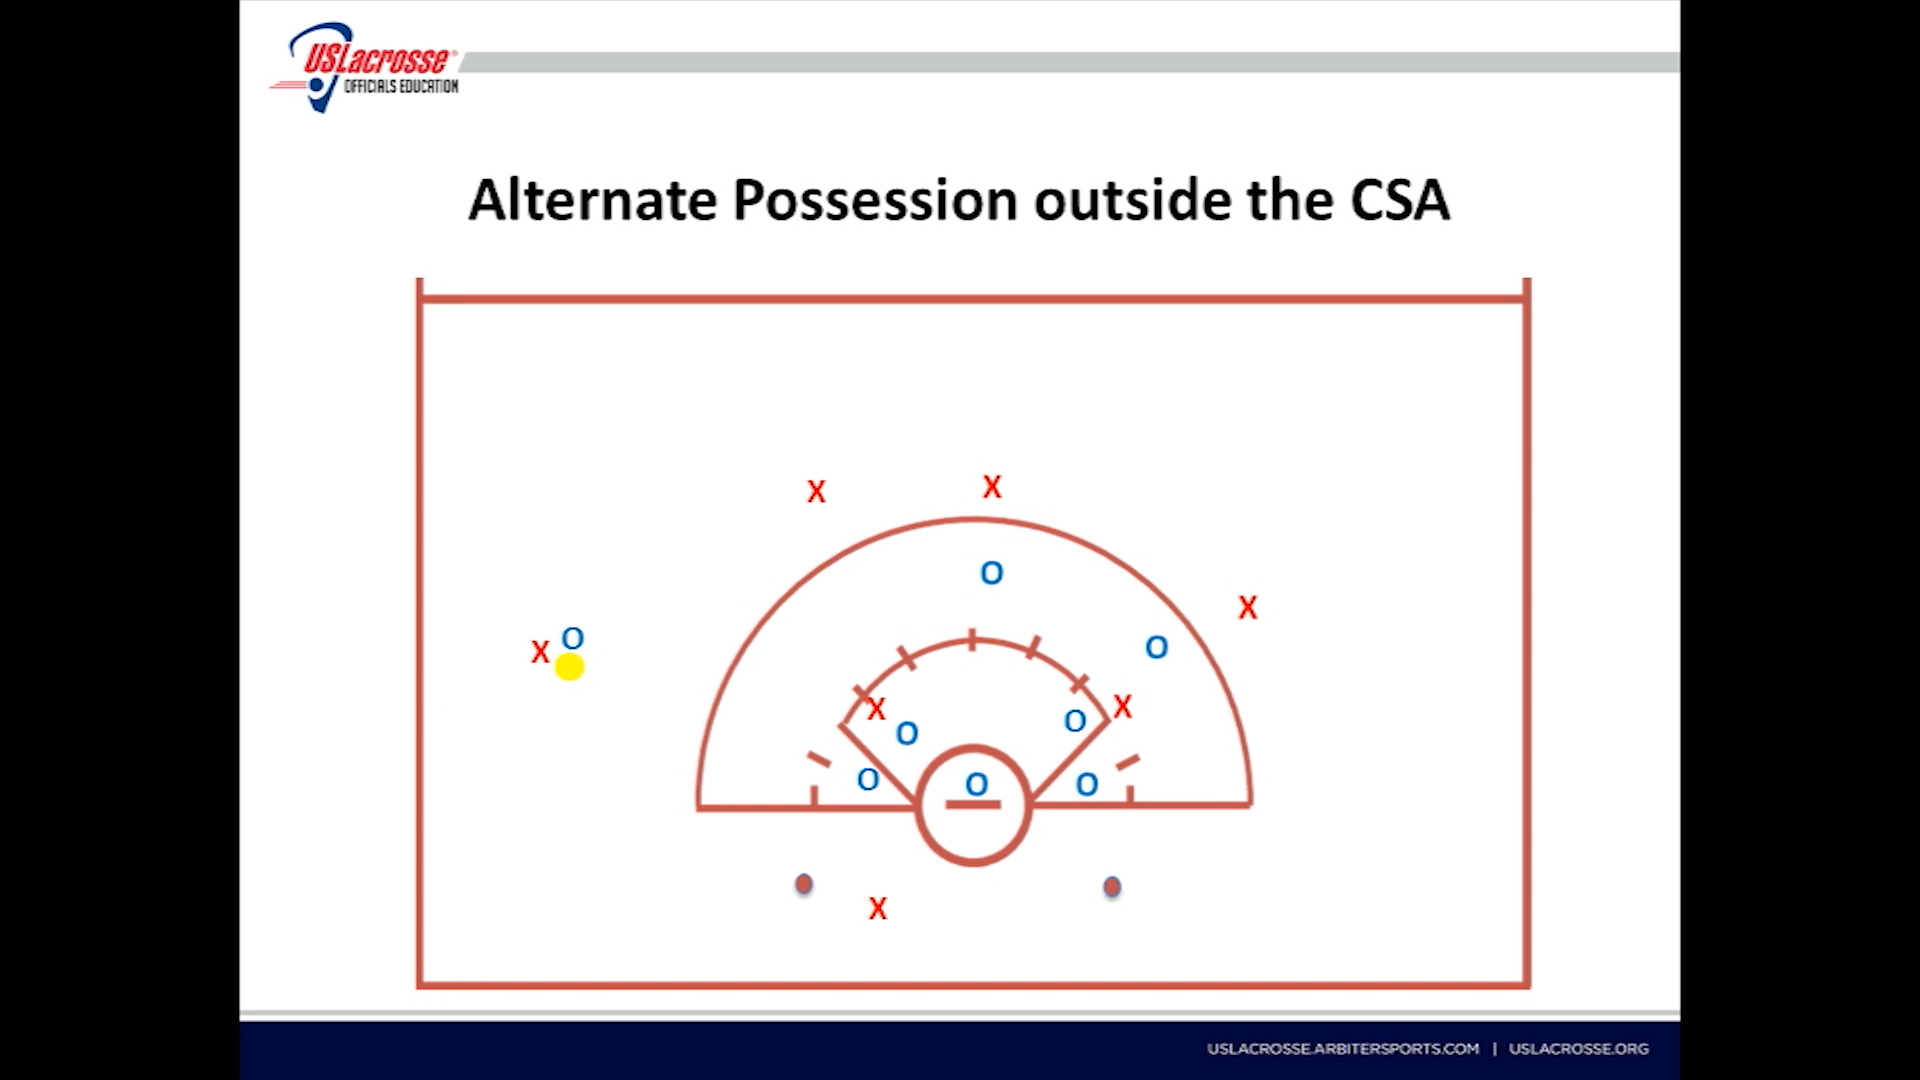 USLacrosse
OFFICIALS EDUCATION
Alternate Possession outside the CSA
X X
O
X
X O
O
X X
O O
O O O
X
USLACROSSE.ARBITERSPORTS.COM | USLACROSSE.ORG